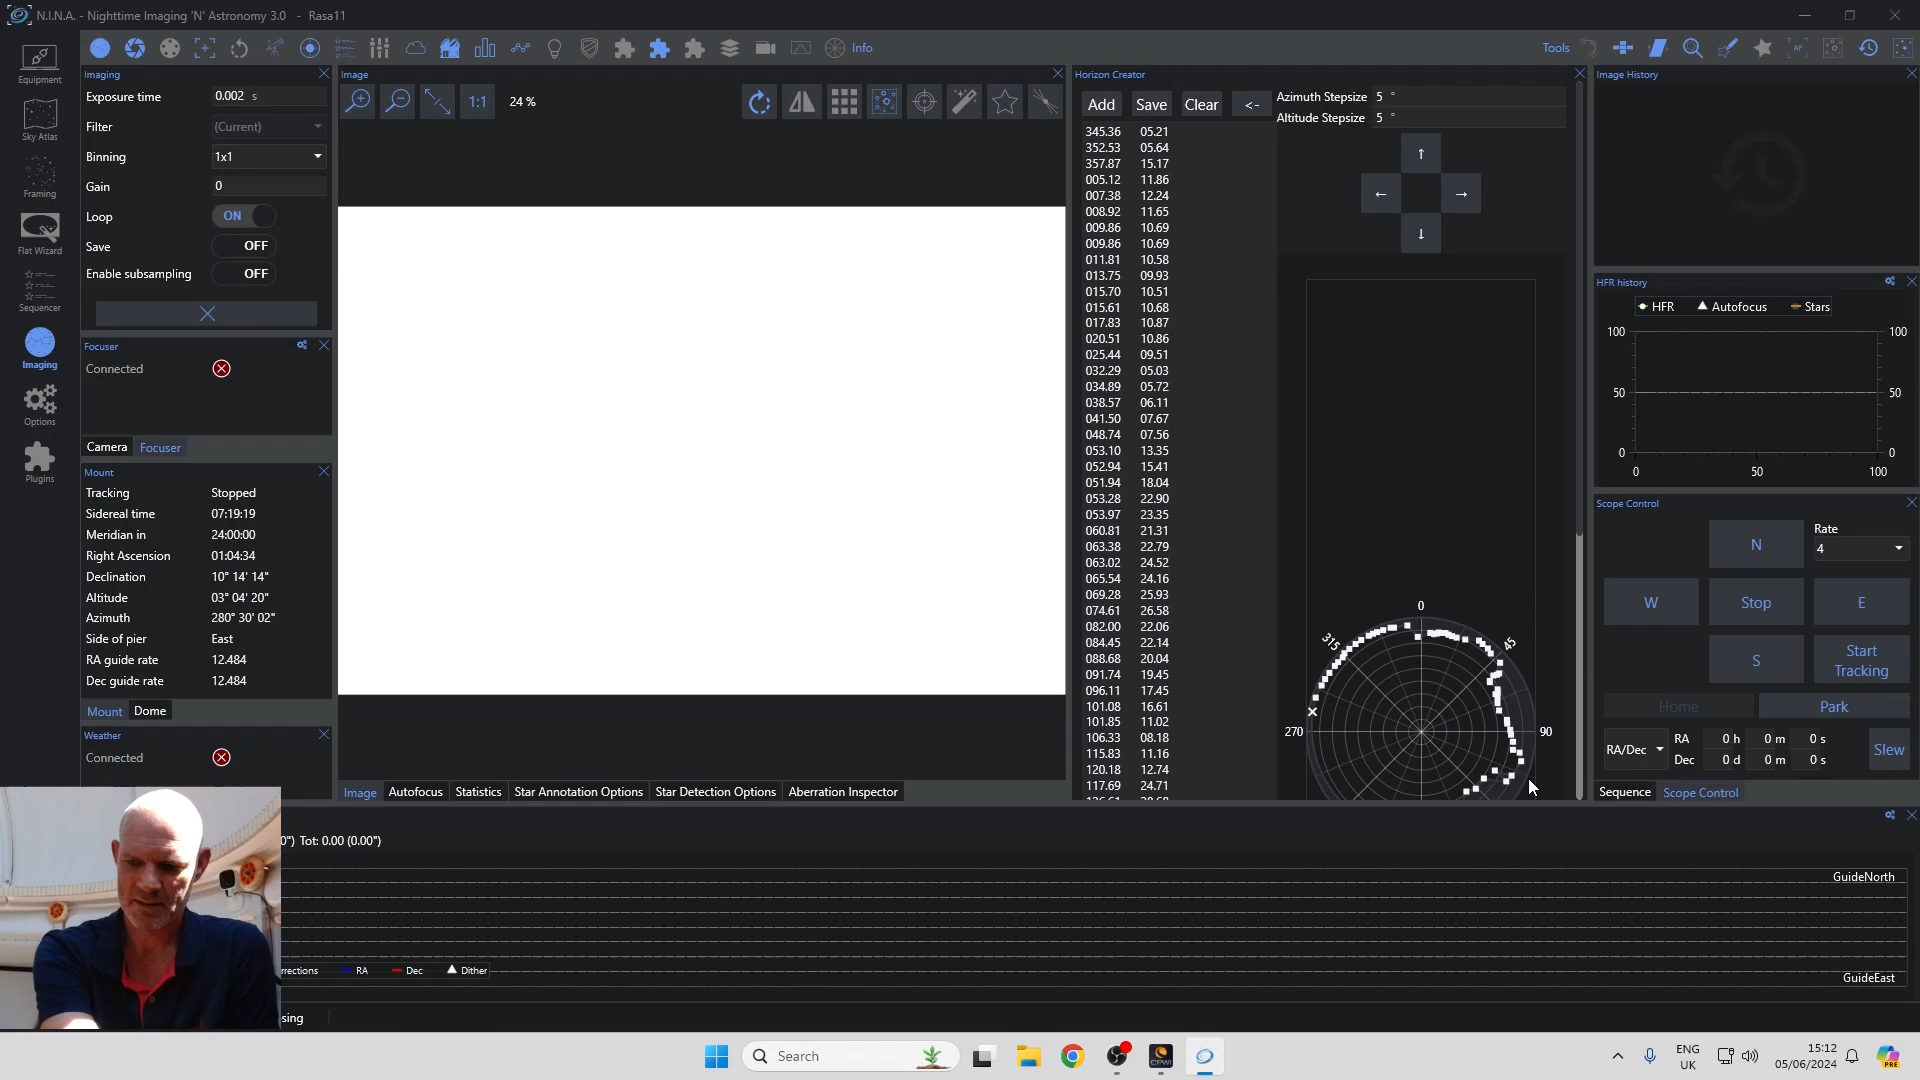 N.I.N.A. - Nighttime Imaging 'N' Astronomy 3.0 - Rasa11
Info
Tools
Equipment
Sky Atlas
Framing
Flat Wizard
Sequencer
Imaging
Options
Plugins
Imaging
Exposure time 0.002 s
Filter (Current)
Binning 1x1
Gain 0
Loop ON
Save OFF
Enable subsampling OFF
Focuser
Connected
Camera Focuser
Mount
Tracking Stopped
Sidereal time 07:19:19
Meridian in 24:00:00
Right Ascension 01:04:34
Declination 10° 14' 14"
Altitude 03° 04' 20"
Azimuth 280° 30' 02"
Side of pier East
RA guide rate 12.484
Dec guide rate 12.484
Mount Dome
Weather
Connected
Image
1:1 24 %
Image Autofocus Statistics Star Annotation Options Star Detection Options Aberration Inspector
Horizon Creator
Add Save Clear <-
Azimuth Stepsize 5 °
Altitude Stepsize 5 °
↑
← →
↓
345.36 05.21
352.53 05.64
357.87 15.17
005.12 11.86
007.38 12.24
008.92 11.65
009.86 10.69
009.86 10.69
011.81 10.58
013.75 09.93
015.70 10.51
015.61 10.68
017.83 10.87
020.51 10.86
025.44 09.51
032.29 05.03
034.89 05.72
038.57 06.11
041.50 07.67
048.74 07.56
053.10 13.35
052.94 15.41
051.94 18.04
053.28 22.90
053.97 23.35
060.81 21.31
063.38 22.79
063.02 24.52
065.54 24.16
069.28 25.93
074.61 26.58
082.00 22.06
084.45 22.14
088.68 20.04
091.74 19.45
096.11 17.45
101.08 16.61
101.85 11.02
106.33 08.18
115.83 11.16
120.18 12.74
117.69 24.71
0
315 45
270 90
Image History
HFR history
HFR Autofocus Stars
100 100
50 50
0 0
0 50 100
Scope Control
N Rate
4
W Stop E
S Start Tracking
Home Park
RA/Dec RA 0 h 0 m 0 s Slew
Dec 0 d 0 m 0 s
Sequence Scope Control
0") Tot: 0.00 (0.00")
GuideNorth
rrections RA Dec Dither
GuideEast
sing
Search
CPWI
ENG
UK
15:12
05/06/2024
PRE